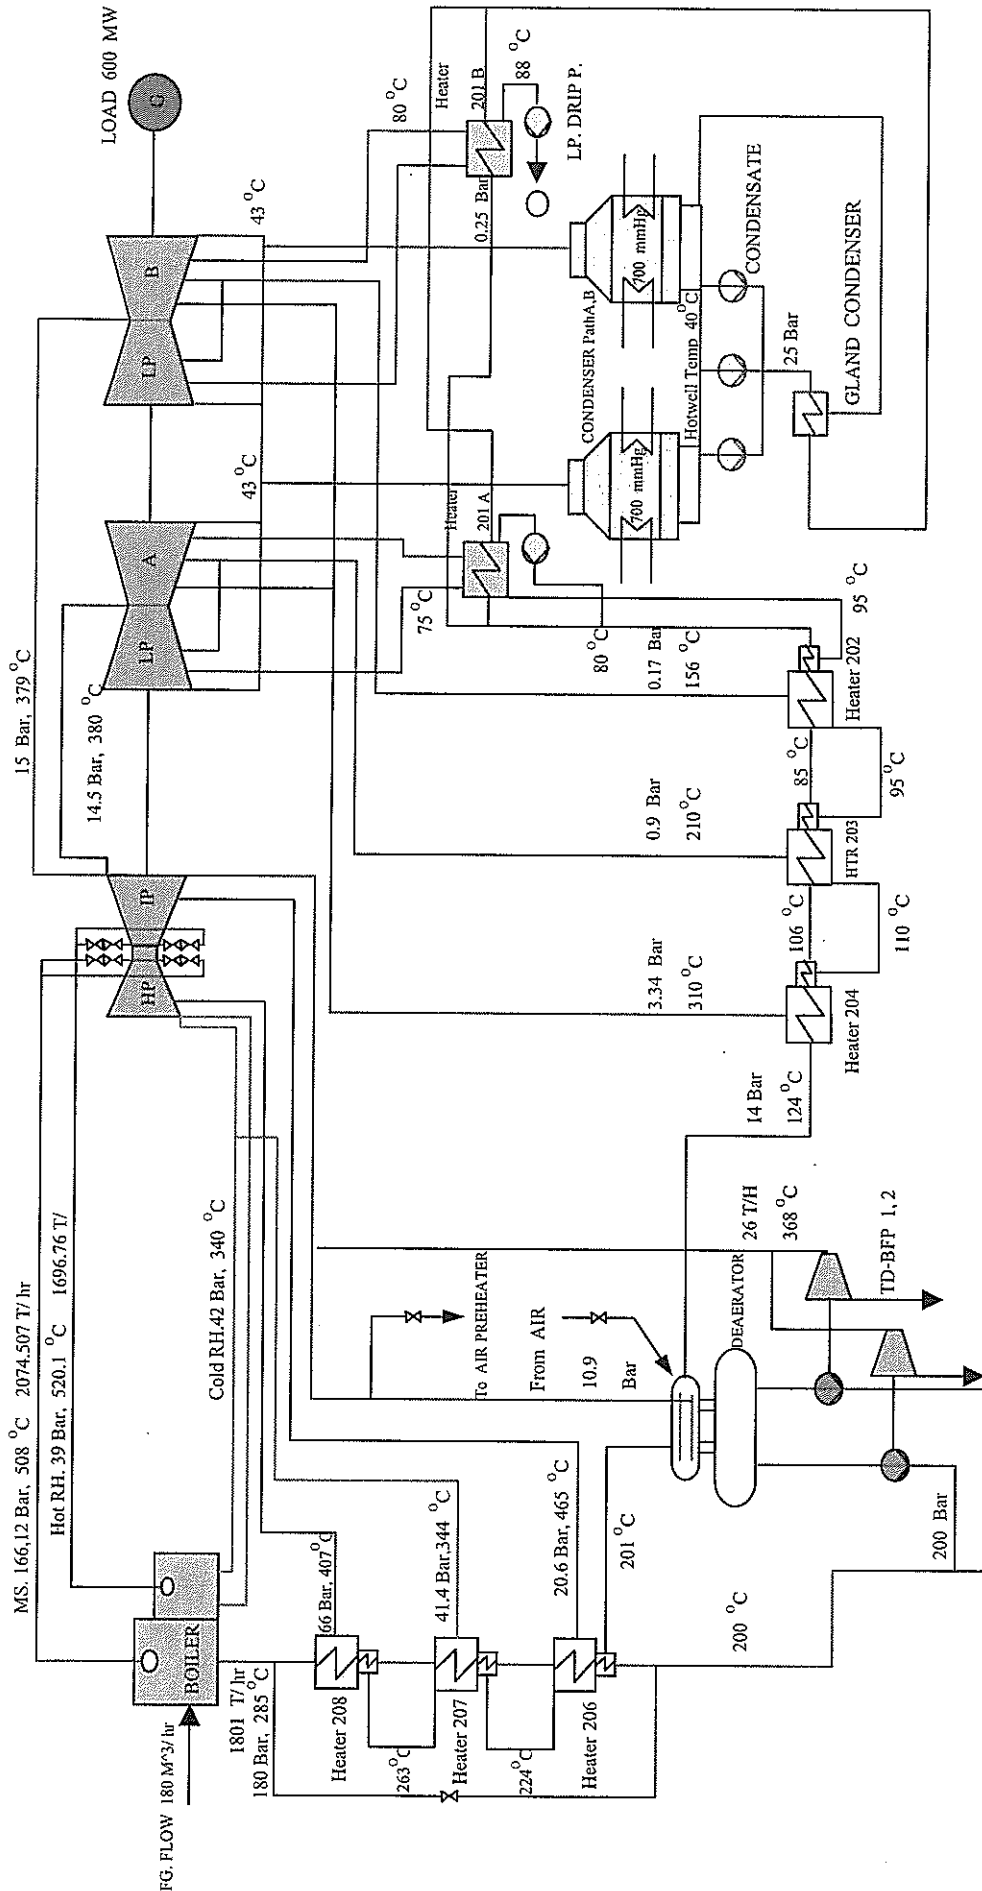 LOAD 600 MW
G
15 Bar, 379 °C
14.5 Bar, 380 °C
MS. 166,12 Bar, 508 °C 2074.507 T/ hr
Hot RH. 39 Bar, 520.1 °C 1696.76 T/
Cold RH.42 Bar, 340 °C
FG. FLOW 180 M^3/hr
BOILER
HP
IP
LP
A
LP
B
43 °C
43 °C
1801 T/ hr
180 Bar, 285 °C
66 Bar, 407°C
Heater 208
263°C
41.4 Bar,344 °C
Heater 207
224°C
20.6 Bar, 465 °C
Heater 206
201 °C
200 °C
200 Bar
To AIR PREHEATER
From AIR
10.9
Bar
DEAERATOR
26 T/H
368 °C
TD-BFP 1, 2
14 Bar
124 °C
3.34 Bar
310 °C
Heater 204
106 °C
110 °C
0.9 Bar
210 °C
HTR 203
85 °C
95 °C
0.17 Bar
156 °C
Heater 202
95 °C
80 °C
75 °C
Heater
201 A
80 °C
Heater
201 B
88 °C
0.25 Bar
LP. DRIP P.
CONDENSER PathA,B
700 mmHg
700 mmHg
Hotwell Temp 40°C
CONDENSATE
25 Bar
GLAND CONDENSER